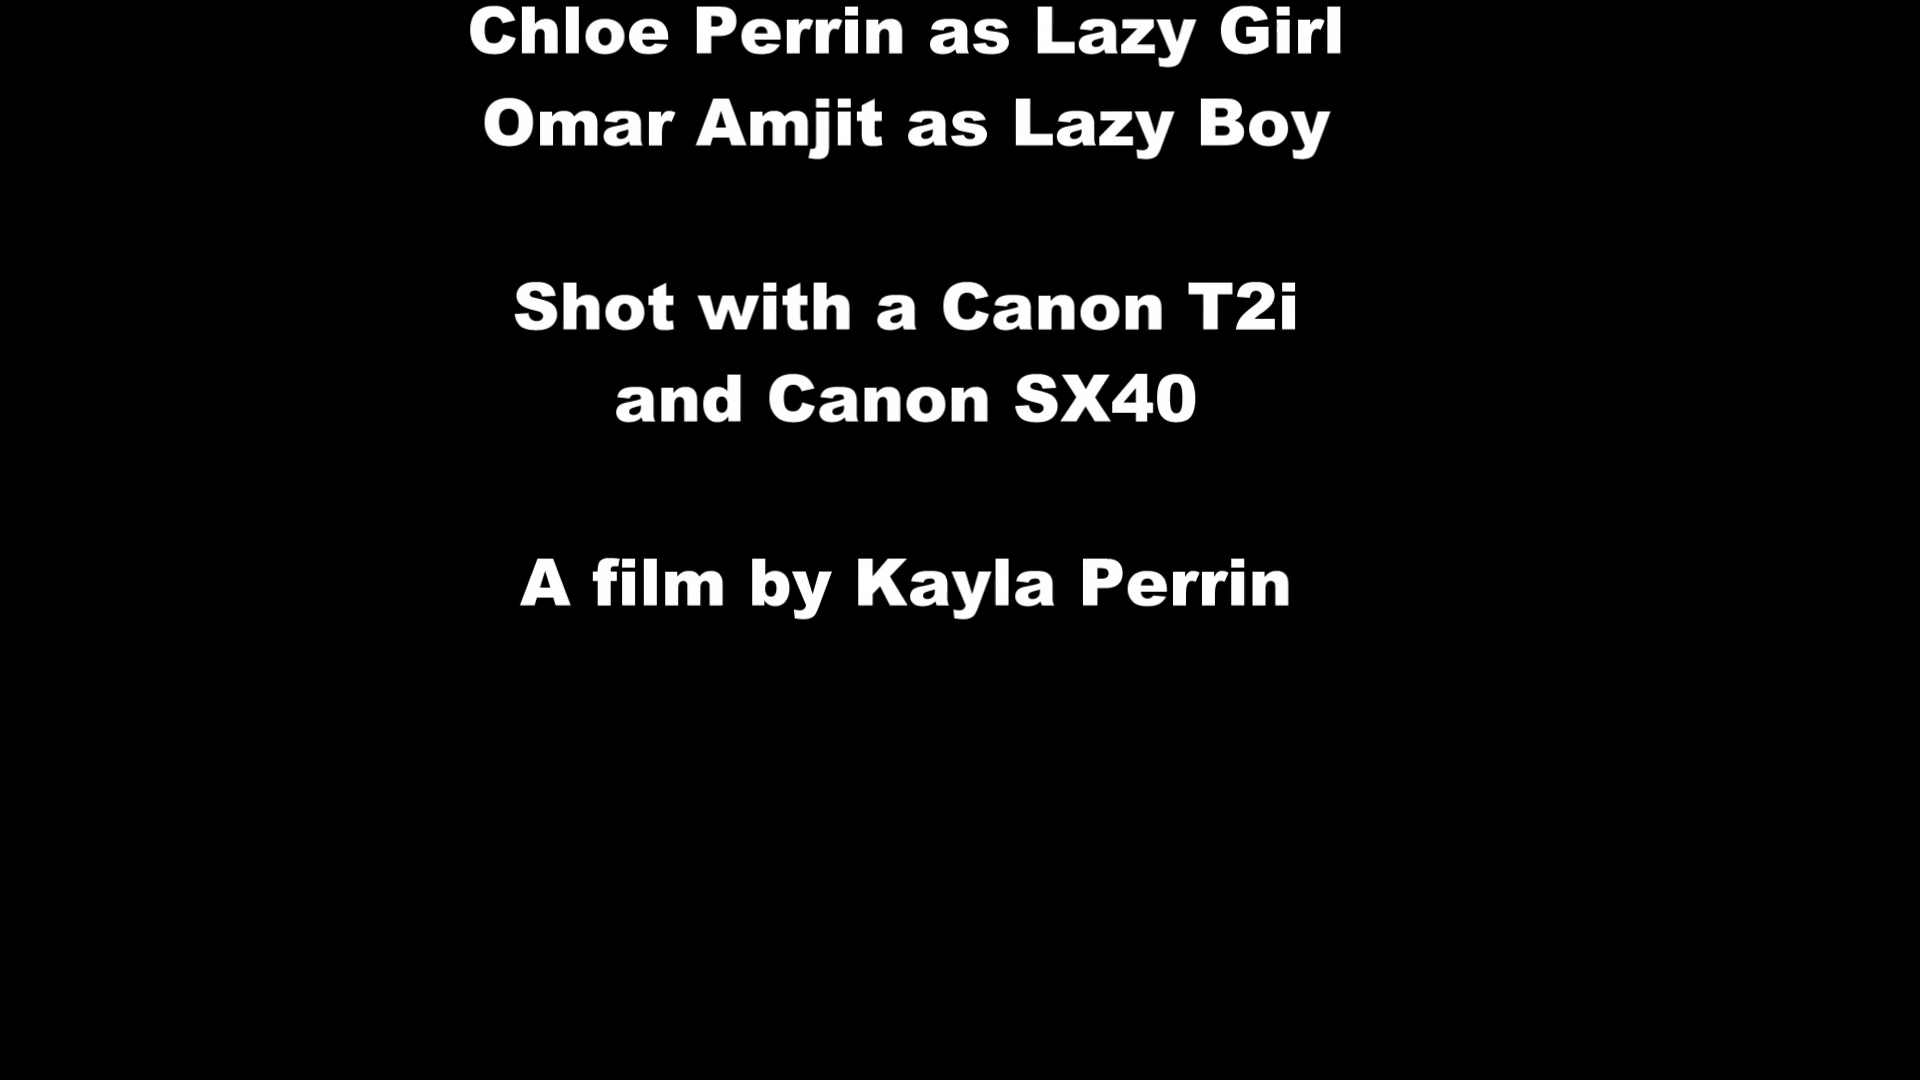 Chloe Perrin as Lazy Girl
Omar Amjit as Lazy Boy
Shot with a Canon T2i
and Canon SX40
A film by Kayla Perrin